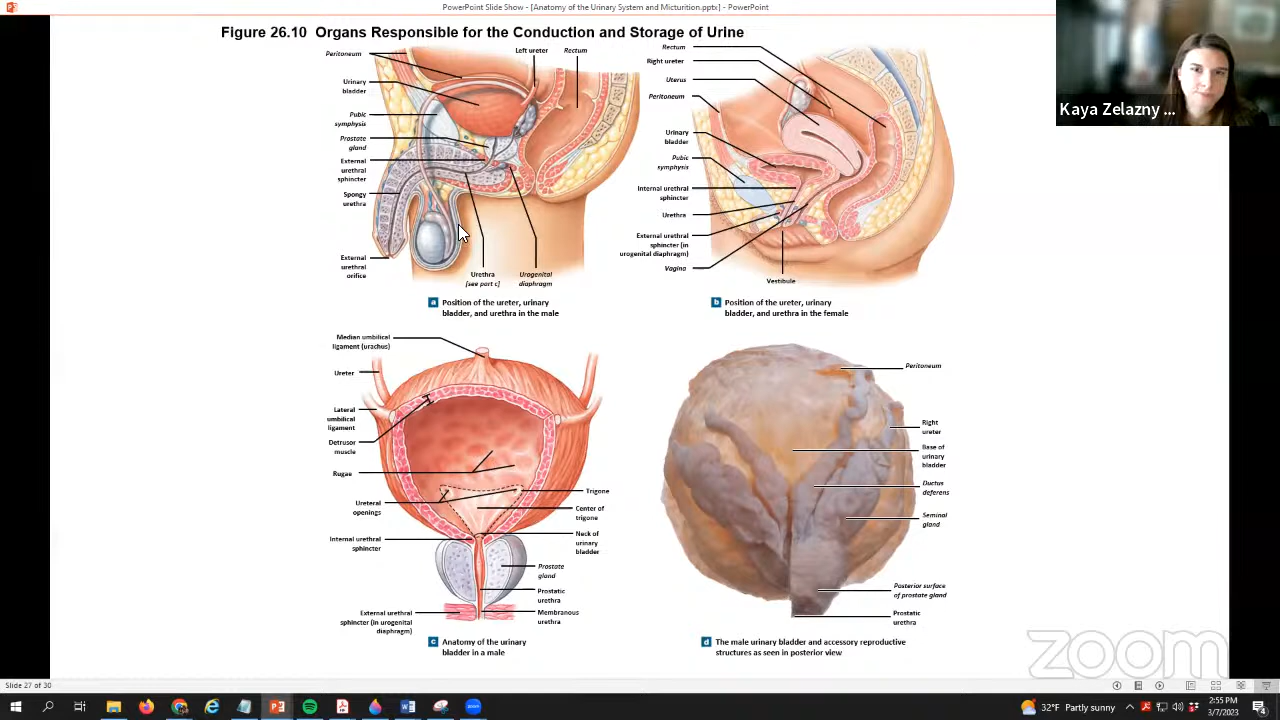 PowerPoint Slide Show - [Anatomy of the Urinary System and Micturition.pptx] - PowerPoint
Figure 26.10 Organs Responsible for the Conduction and Storage of Urine
Kaya Zelazny ...
Peritoneum
Left ureter
Rectum
Urinary
bladder
Pubic
symphysis
Prostate
gland
External
urethral
sphincter
Spongy
urethra
External
urethral
orifice
Urethra
[see part c]
Urogenital
diaphragm
a Position of the ureter, urinary
bladder, and urethra in the male
Rectum
Right ureter
Uterus
Peritoneum
Urinary
bladder
Pubic
symphysis
Internal urethral
sphincter
Urethra
External urethral
sphincter (in
urogenital diaphragm)
Vagina
Vestibule
b Position of the ureter, urinary
bladder, and urethra in the female
Median umbilical
ligament (urachus)
Ureter
Lateral
umbilical
ligament
Detrusor
muscle
Rugae
Ureteral
openings
Internal urethral
sphincter
External urethral
sphincter (in urogenital
diaphragm)
Trigone
Center of
trigone
Neck of
urinary
bladder
Prostate
gland
Prostatic
urethra
Membranous
urethra
c Anatomy of the urinary
bladder in a male
Peritoneum
Right
ureter
Base of
urinary
bladder
Ductus
deferens
Seminal
gland
Posterior surface
of prostate gland
Prostatic
urethra
d The male urinary bladder and accessory reproductive
structures as seen in posterior view
zoom
Slide 27 of 30
32°F Partly sunny
2:55 PM
3/7/2023